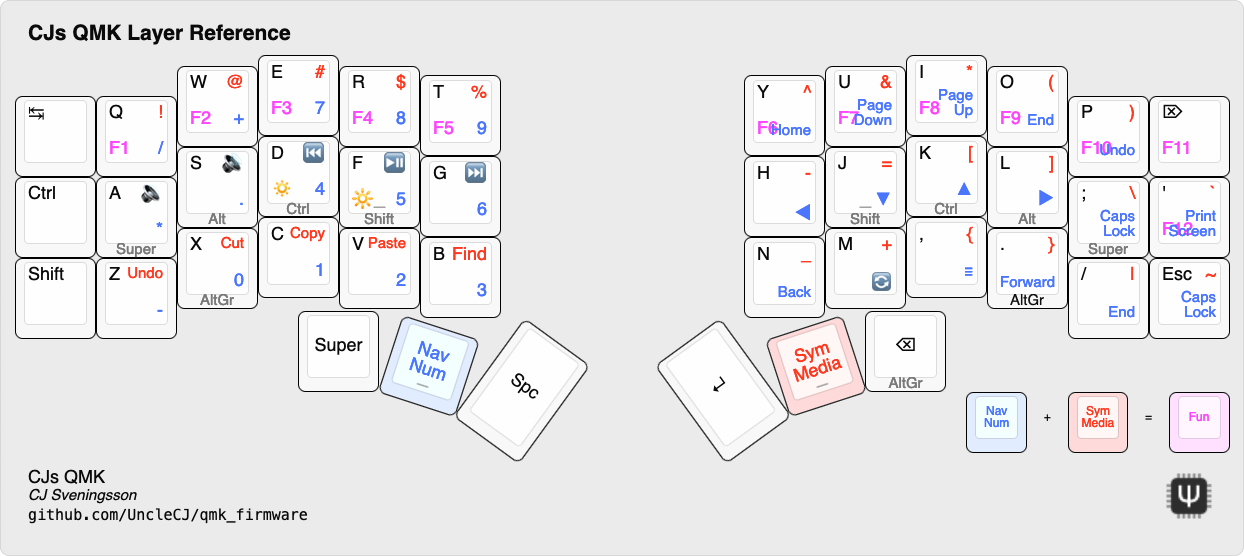 CJs QMK Layer Reference
W @
F2 +
E #
F3 7
R $
F4 8
T %
F5 9
Q !
F1 /
Y ^
F6 Home
U &
F7 Page Down
I *
F8 Page Up
O (
F9 End
P )
F10 Undo
F11
Ctrl
A
*
Super
S
.
Alt
D
4
Ctrl
F
_ 5
Shift
G
6
H -
◀
J =
_ ▼
Shift
K [
▲
Ctrl
L ]
▶
Alt
; \
Caps Lock
Super
' `
F12 Print Screen
Shift
Z Undo
-
X Cut
0
AltGr
C Copy
1
V Paste
2
B Find
3
N _
Back
M +
, {
≡
. }
Forward
AltGr
/ |
End
Esc ~
Caps Lock
Super
Nav
Num
Spc
Sym
Media
AltGr
Nav
Num
+
Sym
Media
=
Fun
CJs QMK
CJ Sveningsson
github.com/UncleCJ/qmk_firmware